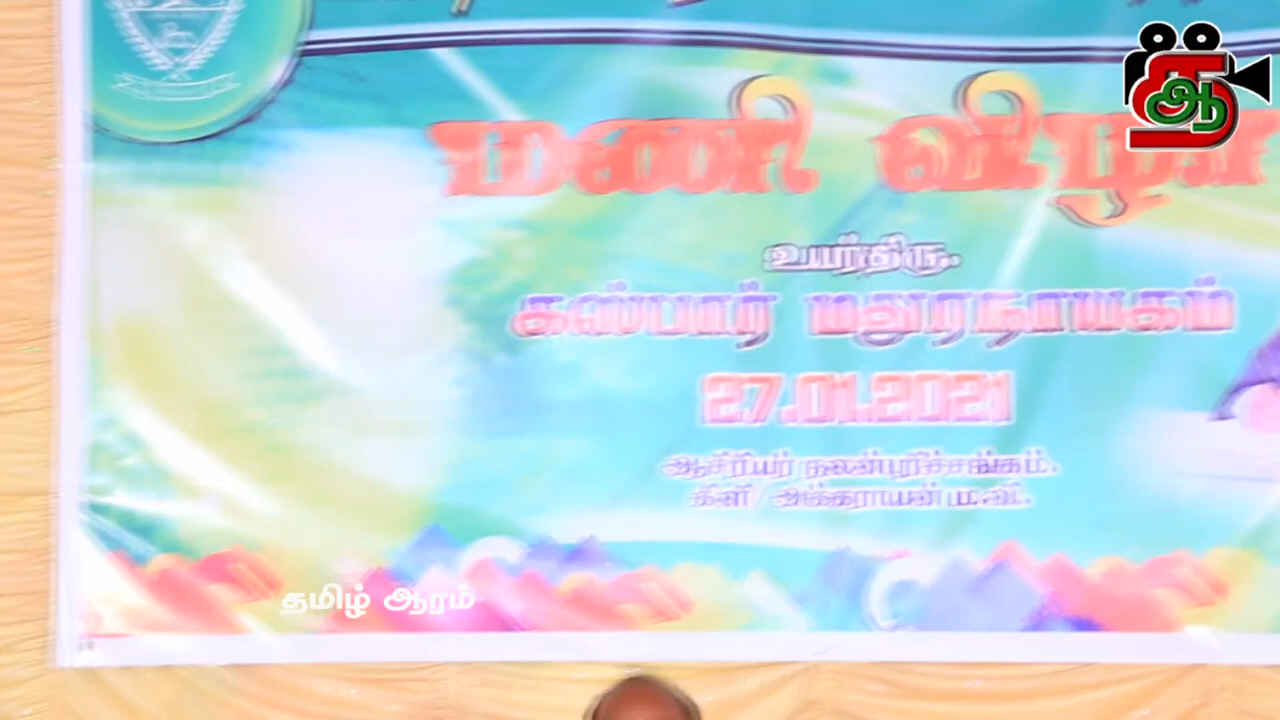 மணி விழா
உயர்திரு.
கஸ்பார் மதுரநாயகம்
27.01.2021
ஆசிரியர் நலன்புரிச்சங்கம்.
கிளி/அக்கராயன் ம.வி.
தமிழ் ஆரம்